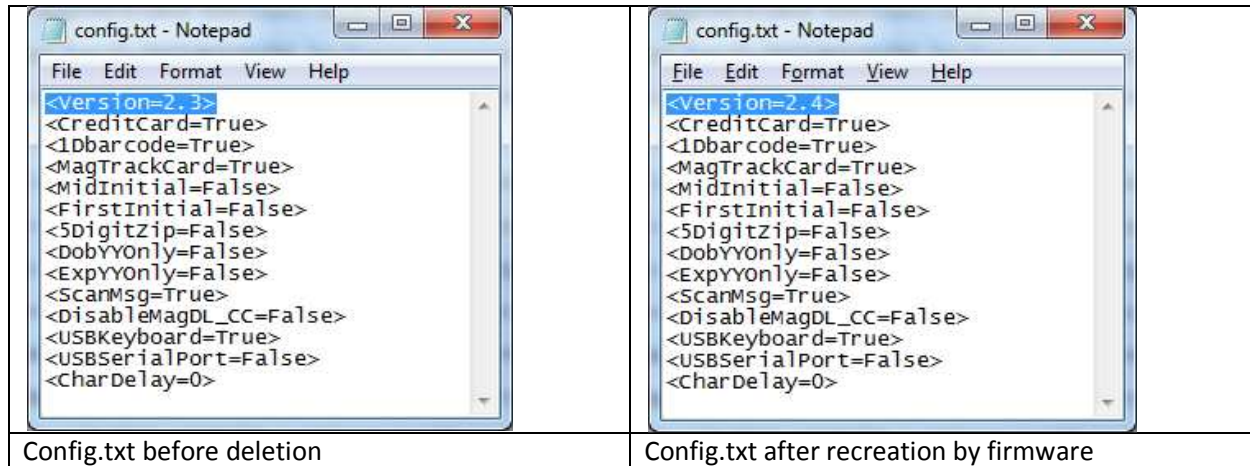 config.txt - Notepad
File Edit Format View Help
<Version=2.3>
<CreditCard=True>
<1Dbarcode=True>
<MagTrackCard=True>
<MidInitial=False>
<FirstInitial=False>
<5DigitZip=False>
<DobYYOnly=False>
<ExpYYOnly=False>
<ScanMsg=True>
<DisableMagDL_CC=False>
<USBKeyboard=True>
<USBSerialPort=False>
<CharDelay=0>
Config.txt before deletion
config.txt - Notepad
File Edit Format View Help
<Version=2.4>
<CreditCard=True>
<1Dbarcode=True>
<MagTrackCard=True>
<MidInitial=False>
<FirstInitial=False>
<5DigitZip=False>
<DobYYOnly=False>
<ExpYYOnly=False>
<ScanMsg=True>
<DisableMagDL_CC=False>
<USBKeyboard=True>
<USBSerialPort=False>
<CharDelay=0>
Config.txt after recreation by firmware